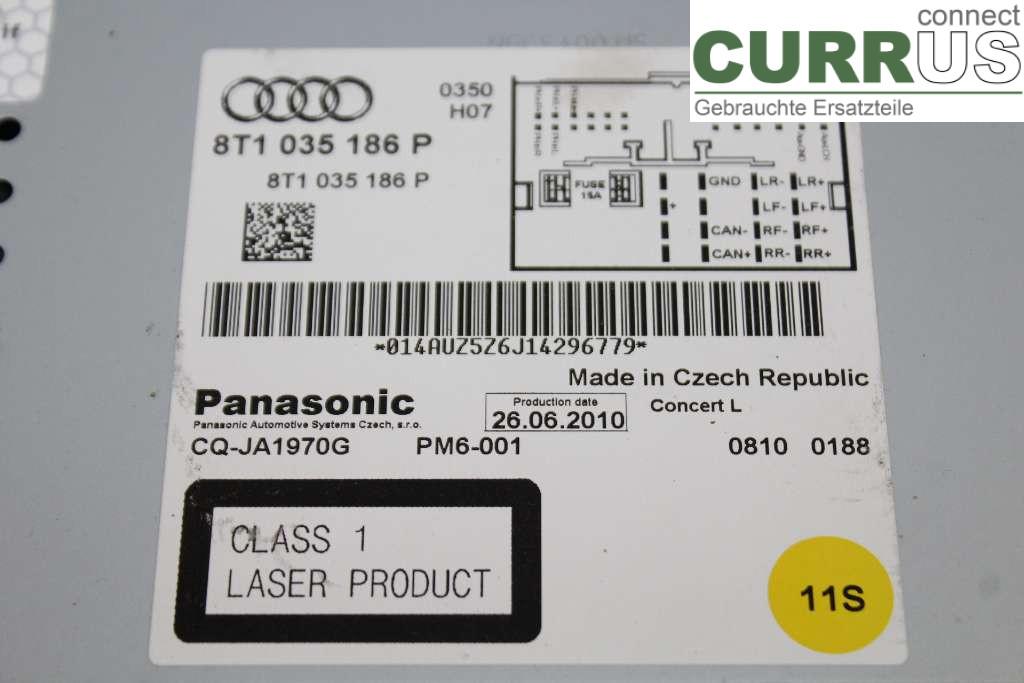 connect
CURRUS
Gebrauchte Ersatzteile
0350
H07
8T1 035 186 P
8T1 035 186 P
FUSE
15A
GND LR- LR+
+ LF- LF+
CAN- RF- RF+
CAN+ RR- RR+
*014AUZ5Z6J14296779*
Made in Czech Republic
Panasonic
Panasonic Automotive Systems Czech, s.r.o.
Production date
26.06.2010
Concert L
CQ-JA1970G PM6-001 0810 0188
CLASS 1
LASER PRODUCT
11S